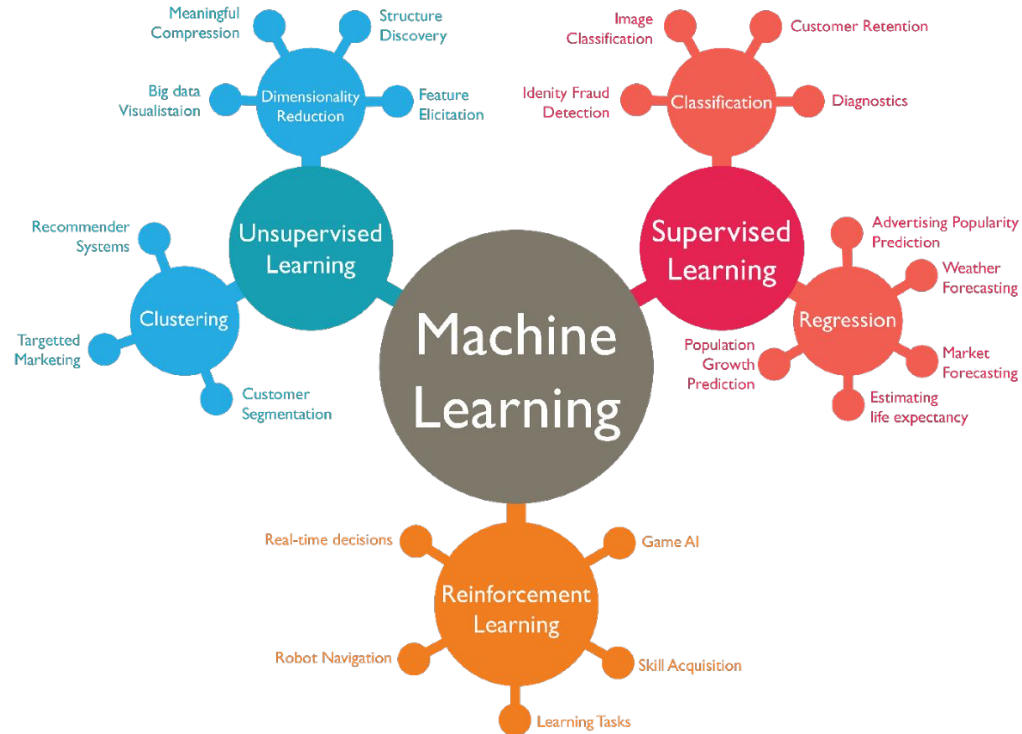 Meaningful
Compression
Structure
Discovery
Big data
Visualistaion
Dimensionality
Reduction
Feature
Elicitation
Image
Classification
Customer Retention
Idenity Fraud
Detection
Classification
Diagnostics
Unsupervised
Learning
Supervised
Learning
Recommender
Systems
Clustering
Targetted
Marketing
Customer
Segmentation
Machine
Learning
Advertising Popularity
Prediction
Weather
Forecasting
Regression
Population
Growth
Prediction
Market
Forecasting
Estimating
life expectancy
Real-time decisions
Game AI
Reinforcement
Learning
Robot Navigation
Skill Acquisition
Learning Tasks